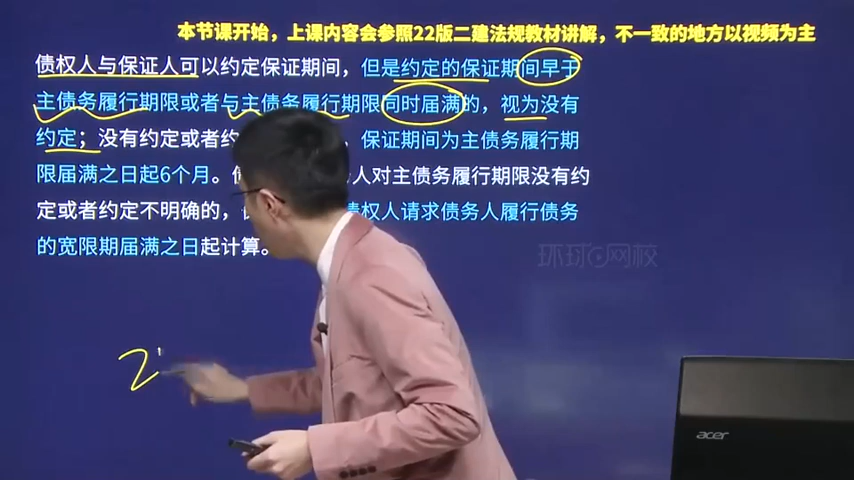 本节课开始，上课内容会参照22版二建法规教材讲解，不一致的地方以视频为主
债权人与保证人可以约定保证期间，但是约定的保证期间早于
主债务履行期限或者与主债务履行期限同时届满的，视为没有
约定；没有约定或者约 保证期间为主债务履行期
限届满之日起6个月。 人对主债务履行期限没有约
定或者约定不明确的， 债权人请求债务人履行债务
的宽限期届满之日起计算。
环球网校
2
acer